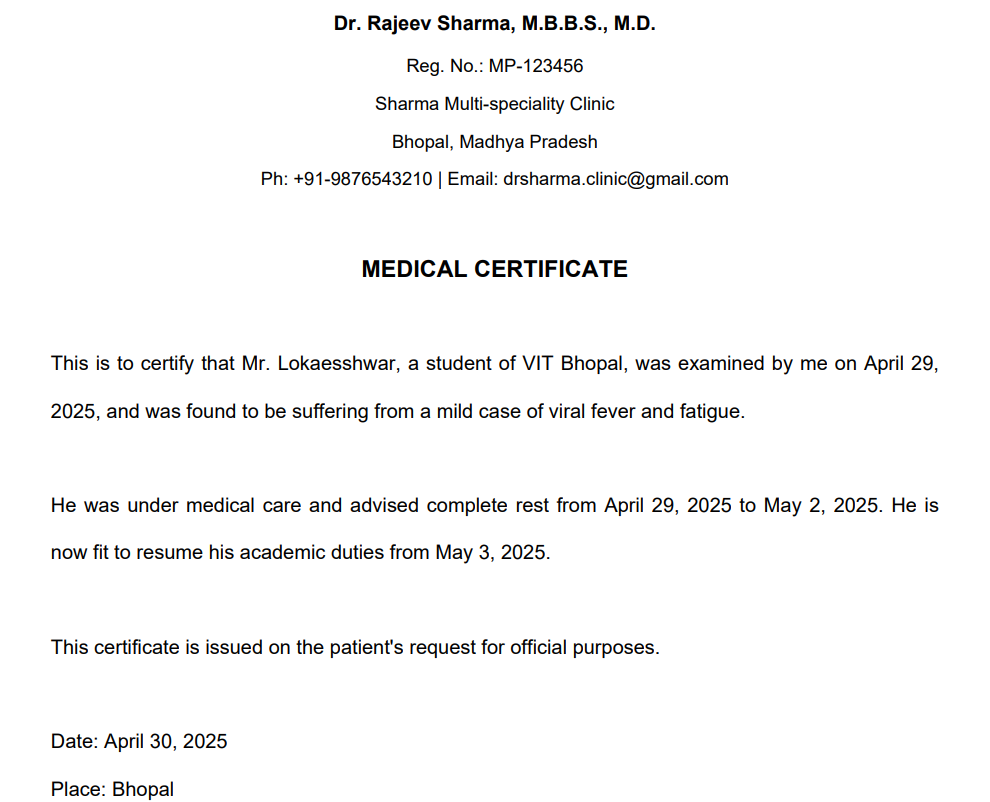 Dr. Rajeev Sharma, M.B.B.S., M.D.
Reg. No.: MP-123456
Sharma Multi-speciality Clinic
Bhopal, Madhya Pradesh
Ph: +91-9876543210 | Email: drsharma.clinic@gmail.com
MEDICAL CERTIFICATE
This is to certify that Mr. Lokaesshwar, a student of VIT Bhopal, was examined by me on April 29,
2025, and was found to be suffering from a mild case of viral fever and fatigue.
He was under medical care and advised complete rest from April 29, 2025 to May 2, 2025. He is
now fit to resume his academic duties from May 3, 2025.
This certificate is issued on the patient's request for official purposes.
Date: April 30, 2025
Place: Bhopal